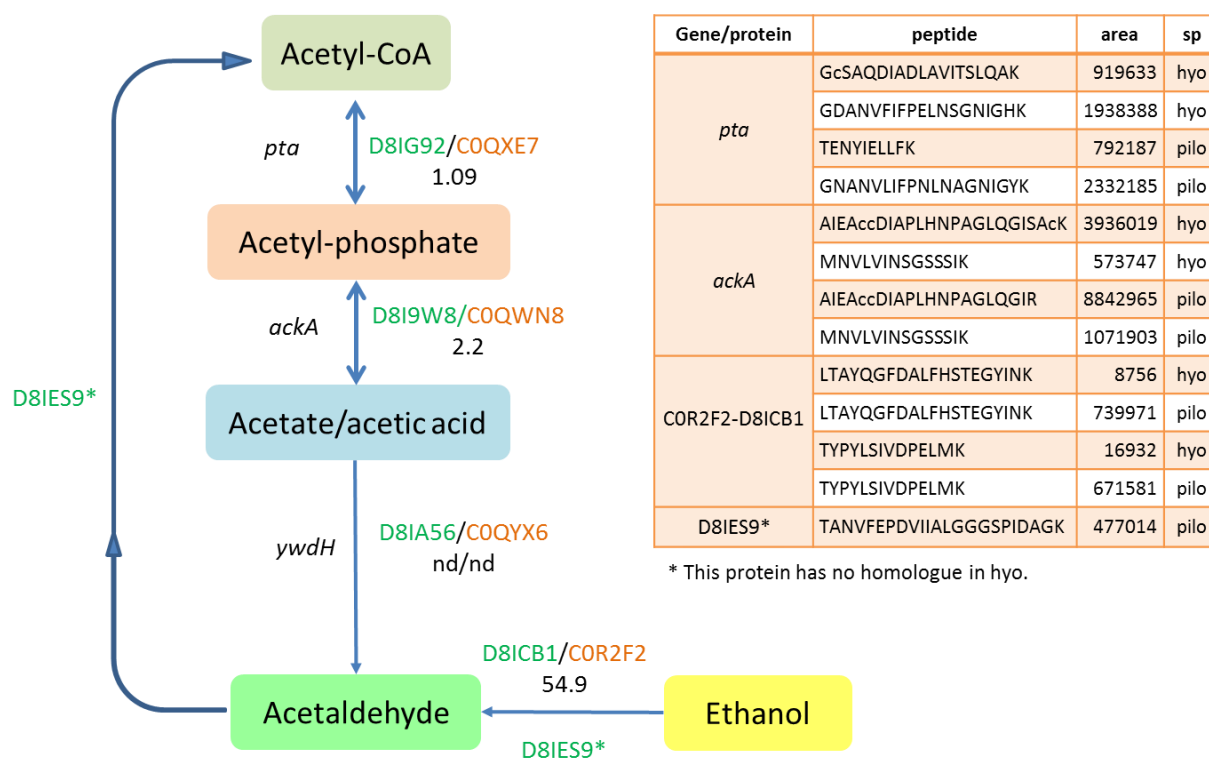 Acetyl-CoA
pta
D8IG92/C0QXE7
1.09
Acetyl-phosphate
ackA
D8I9W8/C0QWN8
2.2
D8IES9*
Acetate/acetic acid
ywdH
D8IA56/C0QYX6
nd/nd
D8ICB1/C0R2F2
54.9
Acetaldehyde
Ethanol
D8IES9*
Gene/protein peptide area sp
pta
GcSAQDIADLAVITSLQAK 919633 hyo
GDANVFIFPELNSGNIGHK 1938388 hyo
TENYIELLFK 792187 pilo
GNANVLIFPNLNAGNIGYK 2332185 pilo
ackA
AIEAccDIAPLHNPAGLQGISAcK 3936019 hyo
MNVLVINSGSSSIK 573747 hyo
AIEAccDIAPLHNPAGLQGIR 8842965 pilo
MNVLVINSGSSSIK 1071903 pilo
C0R2F2-D8ICB1
LTAYQGFDALFHSTEGYINK 8756 hyo
LTAYQGFDALFHSTEGYINK 739971 pilo
TYPYLSIVDPELMK 16932 hyo
TYPYLSIVDPELMK 671581 pilo
D8IES9* TANVFEPDVIIALGGGSPIDAGK 477014 pilo
* This protein has no homologue in hyo.